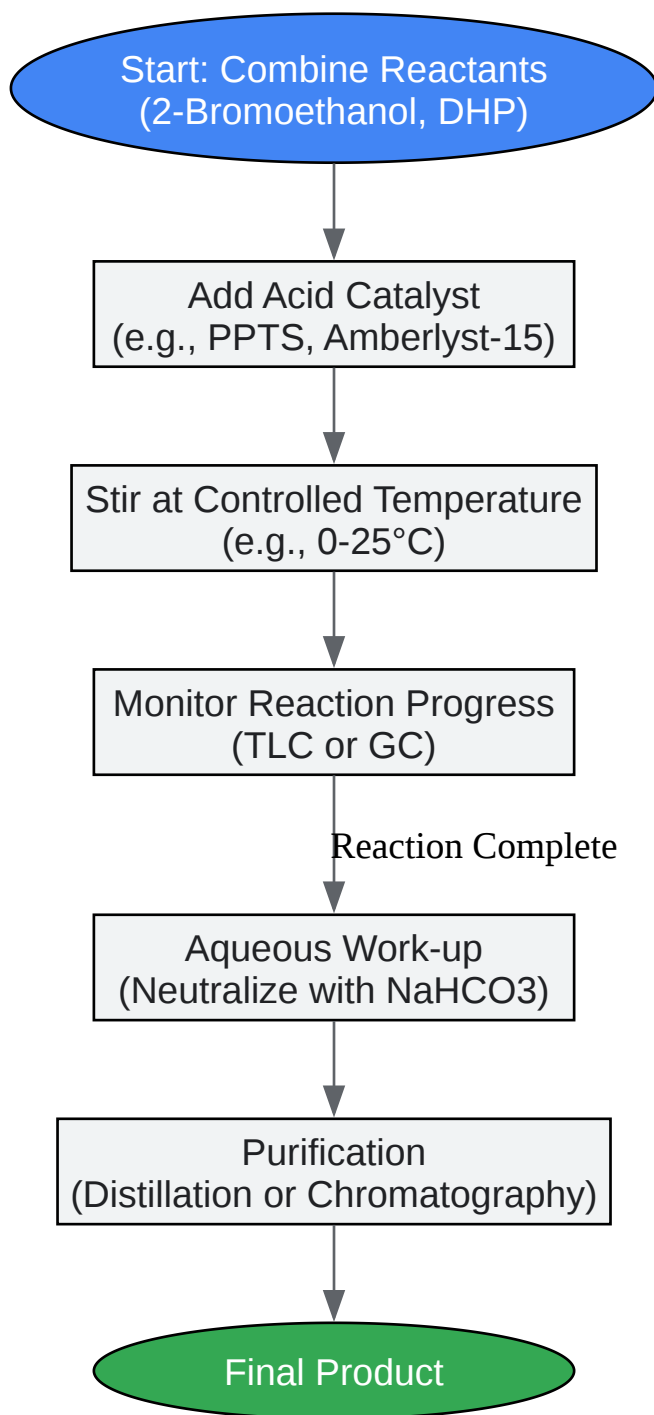 Start: Combine Reactants
(2-Bromoethanol, DHP)
Add Acid Catalyst
(e.g., PPTS, Amberlyst-15)
Stir at Controlled Temperature
(e.g., 0-25°C)
Monitor Reaction Progress
(TLC or GC)
Reaction Complete
Aqueous Work-up
(Neutralize with NaHCO3)
Purification
(Distillation or Chromatography)
Final Product